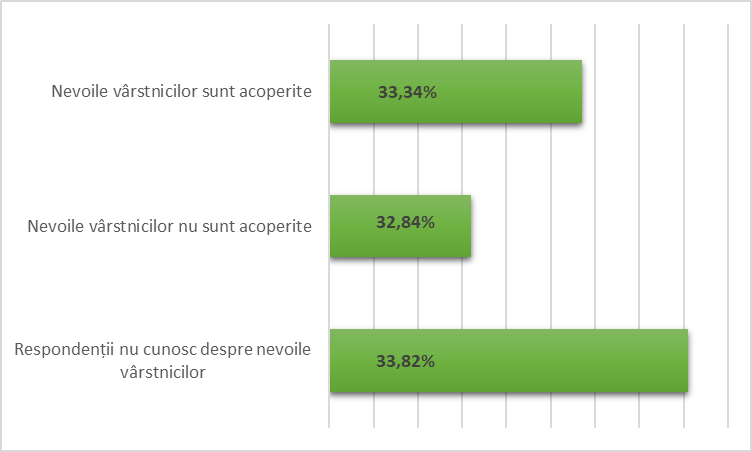 Nevoile vârstnicilor sunt acoperite
33,34%
Nevoile vârstnicilor nu sunt acoperite
32,84%
Respondenții nu cunosc despre nevoile
vârstnicilor
33,82%